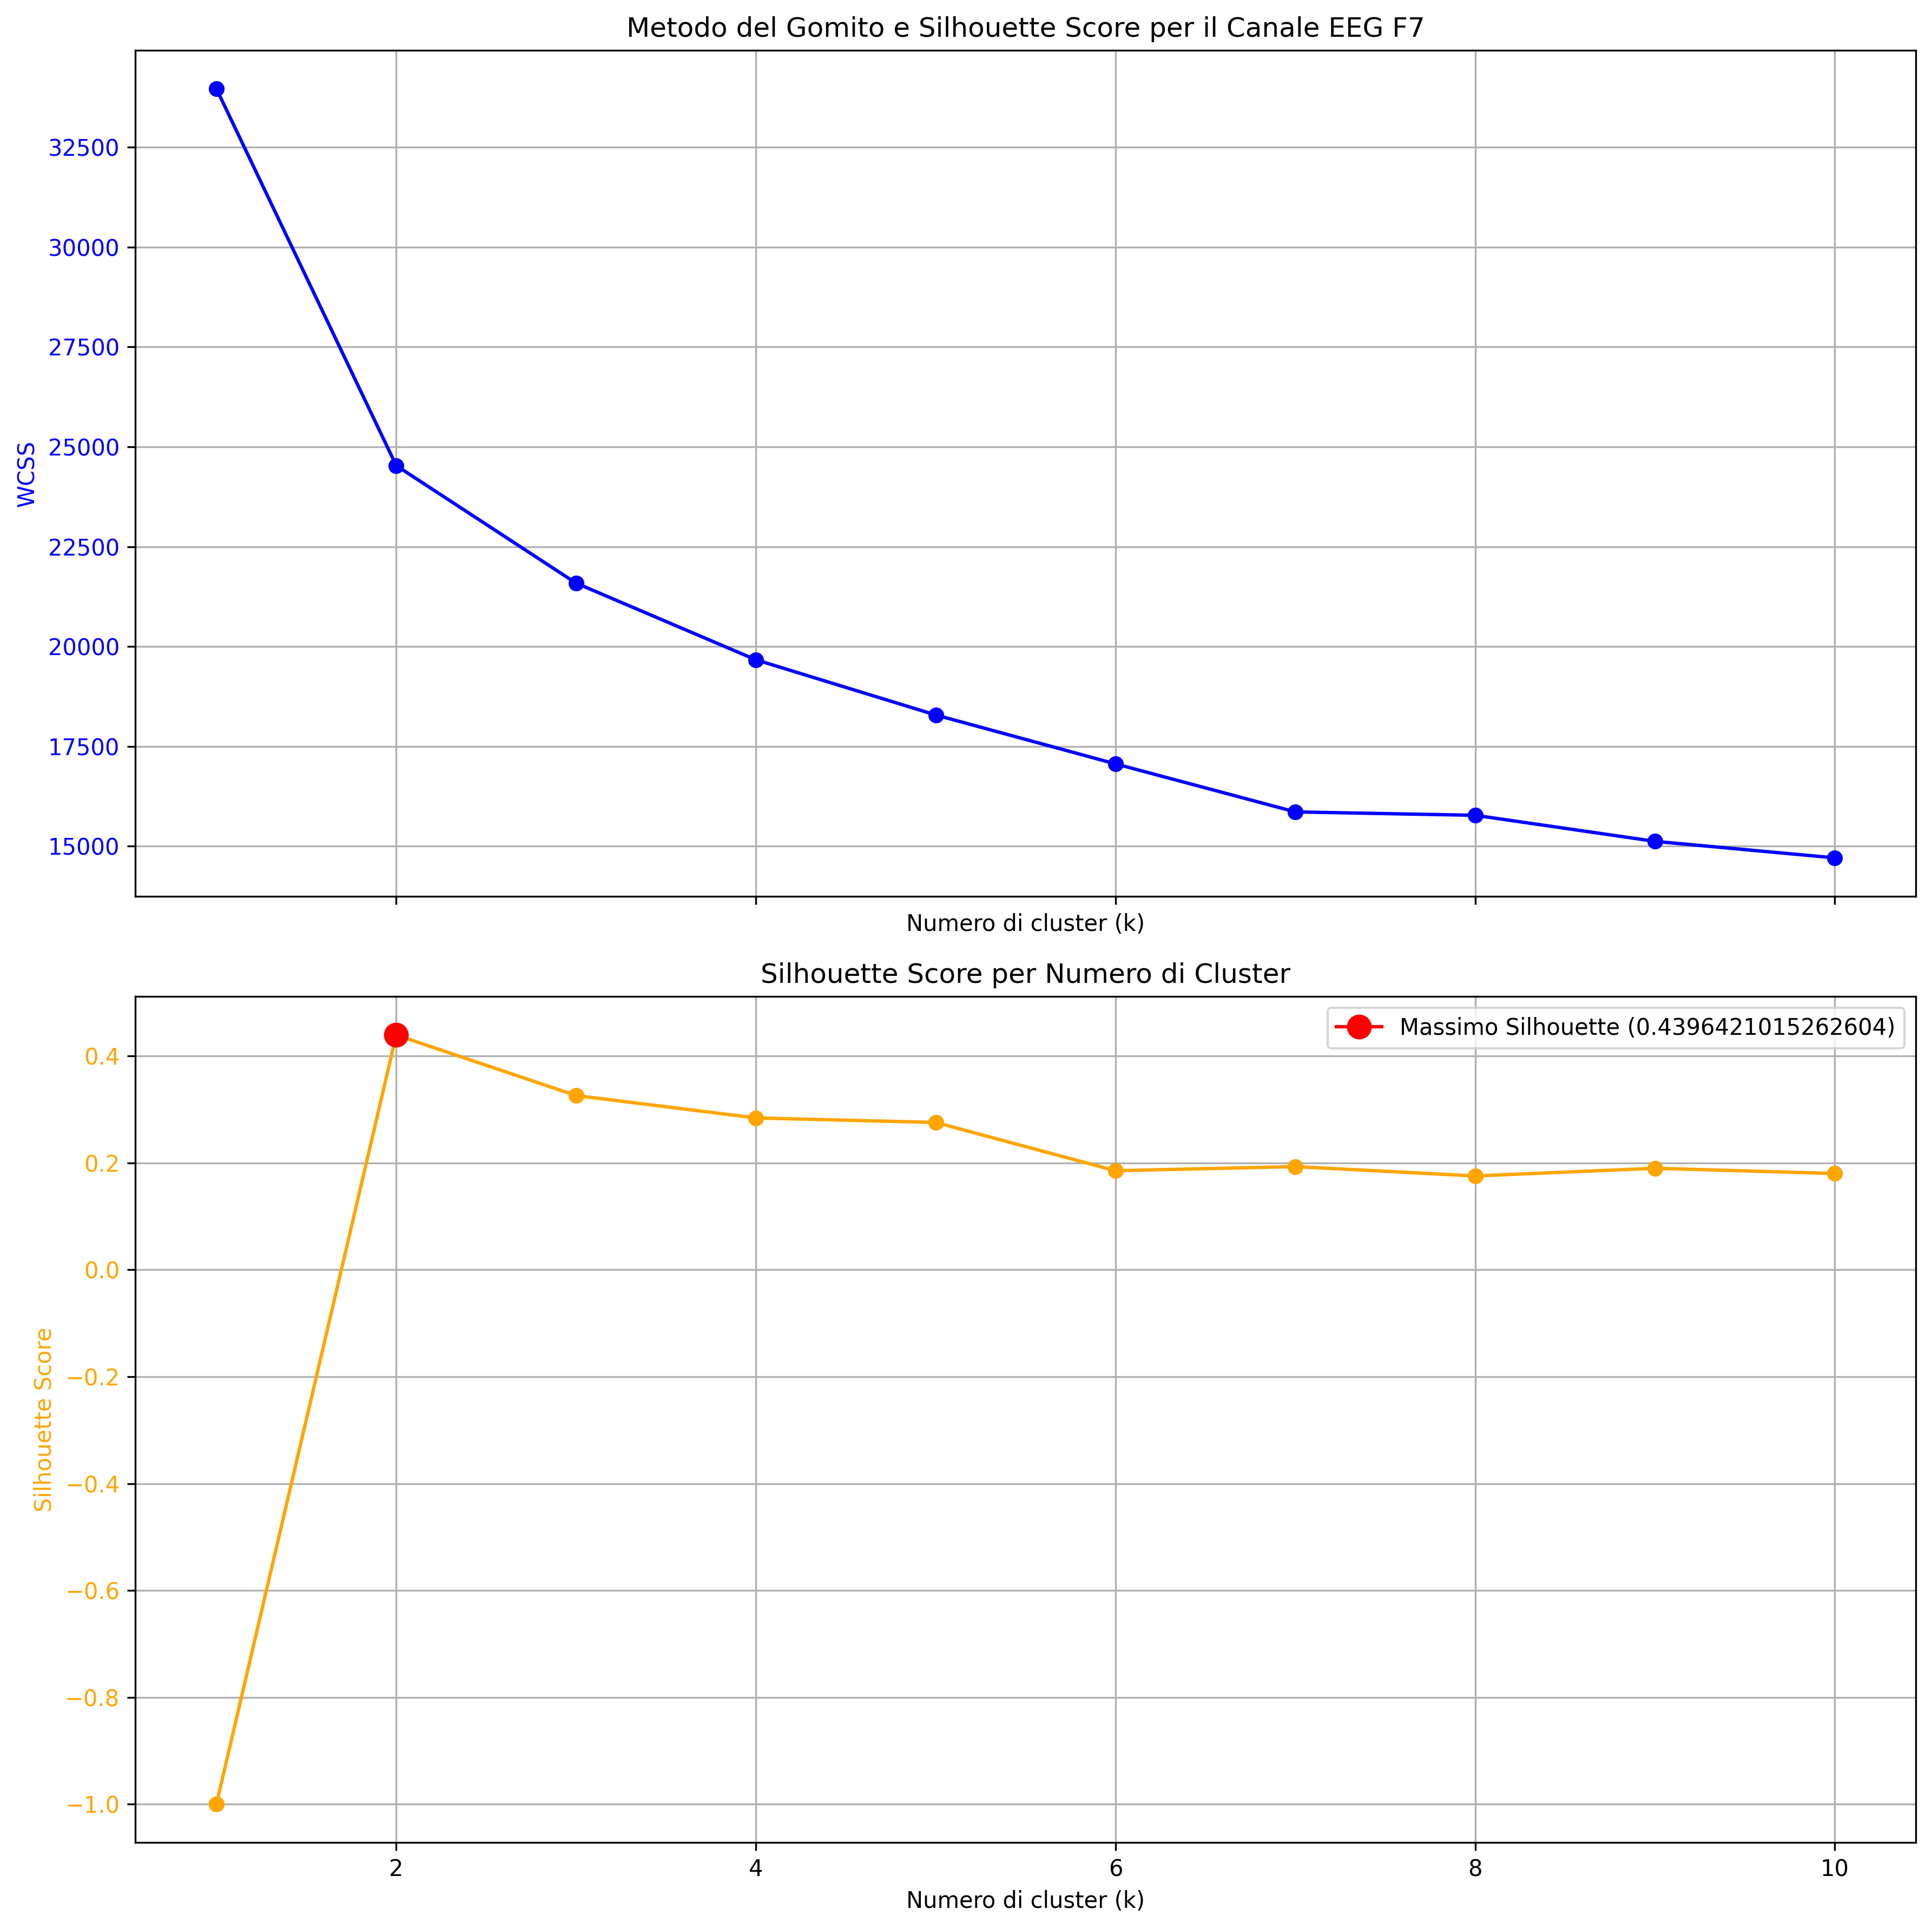 Metodo del Gomito e Silhouette Score per il Canale EEG F7
32500
30000
27500
25000
22500
20000
17500
15000
WCSS
Numero di cluster (k)
Silhouette Score per Numero di Cluster
Massimo Silhouette (0.4396421015262604)
0.4
0.2
0.0
−0.2
−0.4
−0.6
−0.8
−1.0
Silhouette Score
2 4 6 8 10
Numero di cluster (k)